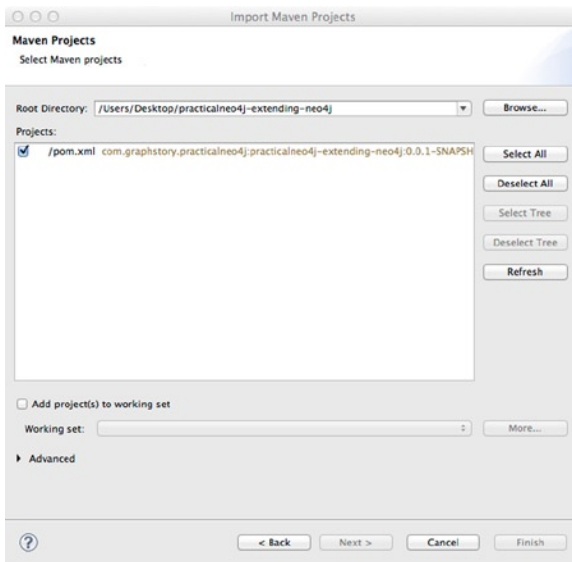 Import Maven Projects
Maven Projects
Select Maven projects
Root Directory: /Users/Desktop/practicalneo4j-extending-neo4j Browse...
Projects:
/pom.xml com.graphstory.practicalneo4j:practicalneo4j-extending-neo4j:0.0.1-SNAPSH
Select All
Deselect All
Select Tree
Deselect Tree
Refresh
Add project(s) to working set
Working set: More...
Advanced
? < Back Next > Cancel Finish